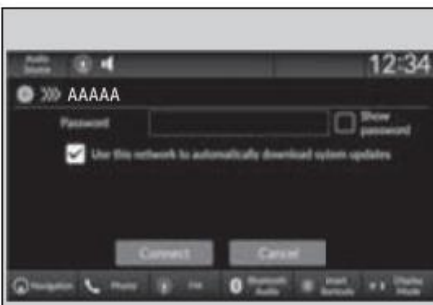 Audio Source 12:34
AAAAA
Password Show password
Use this network to automatically download system updates
Connect Cancel
Navigation Phone FM Bluetooth Audio Shortcuts Display Mode